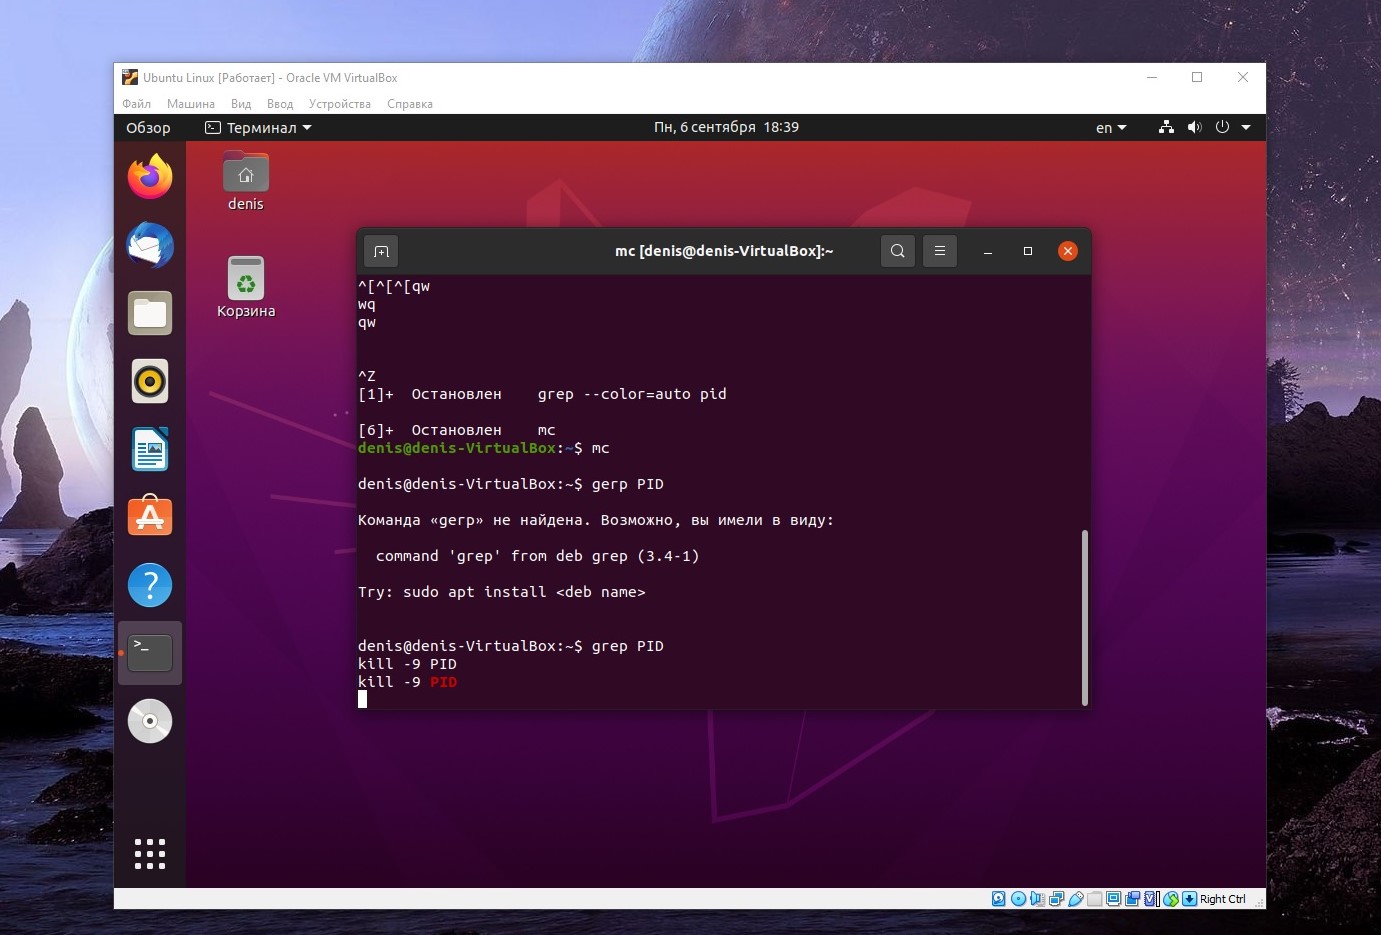 Ubuntu Linux [Работает] - Oracle VM VirtualBox
Файл Машина Вид Ввод Устройства Справка
Обзор Терминал Пн, 6 сентября 18:39 en
denis
Корзина
mc [denis@denis-VirtualBox]:~
^[^[^[qw
wq
qw
^Z
[1]+ Остановлен grep --color=auto pid
[6]+ Остановлен mc
denis@denis-VirtualBox:~$ mc
denis@denis-VirtualBox:~$ gerp PID
Команда «gerp» не найдена. Возможно, вы имели в виду:
command 'grep' from deb grep (3.4-1)
Try: sudo apt install <deb name>
denis@denis-VirtualBox:~$ grep PID
kill -9 PID
kill -9 PID
Right Ctrl